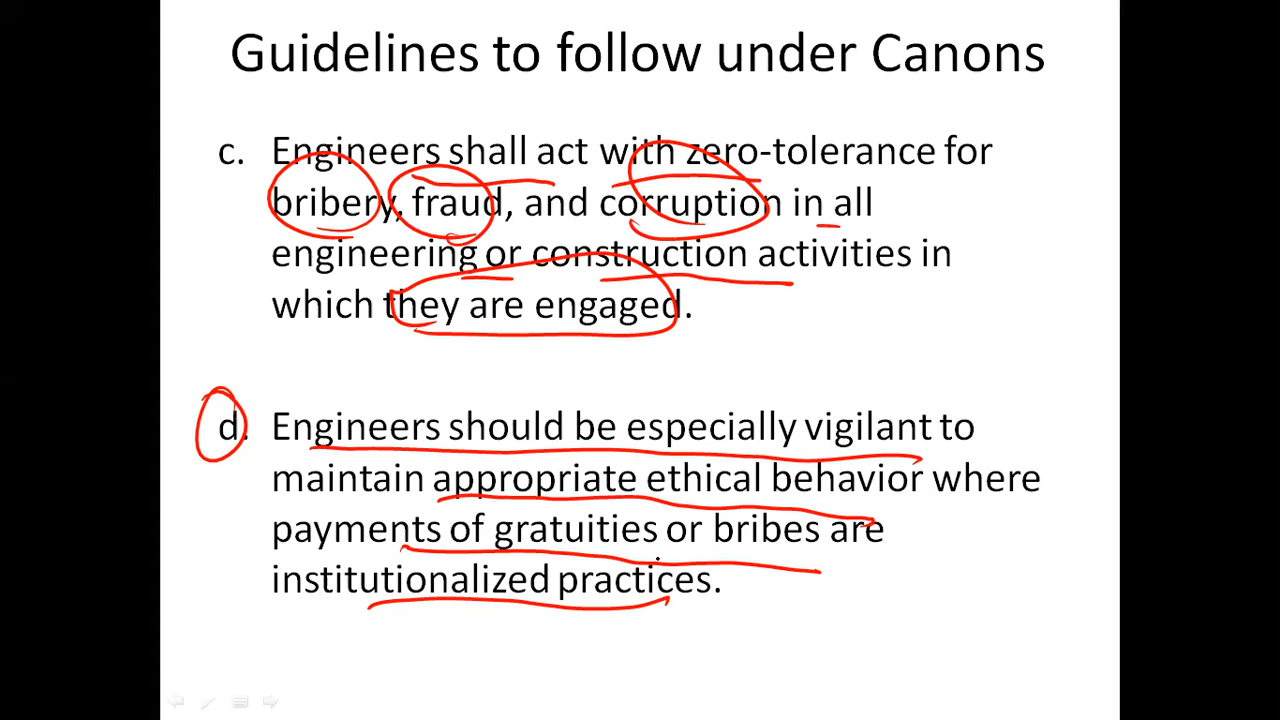 Guidelines to follow under Canons
c. Engineers shall act with zero-tolerance for
bribery, fraud, and corruption in all
engineering or construction activities in
which they are engaged.
d. Engineers should be especially vigilant to
maintain appropriate ethical behavior where
payments of gratuities or bribes are
institutionalized practices.